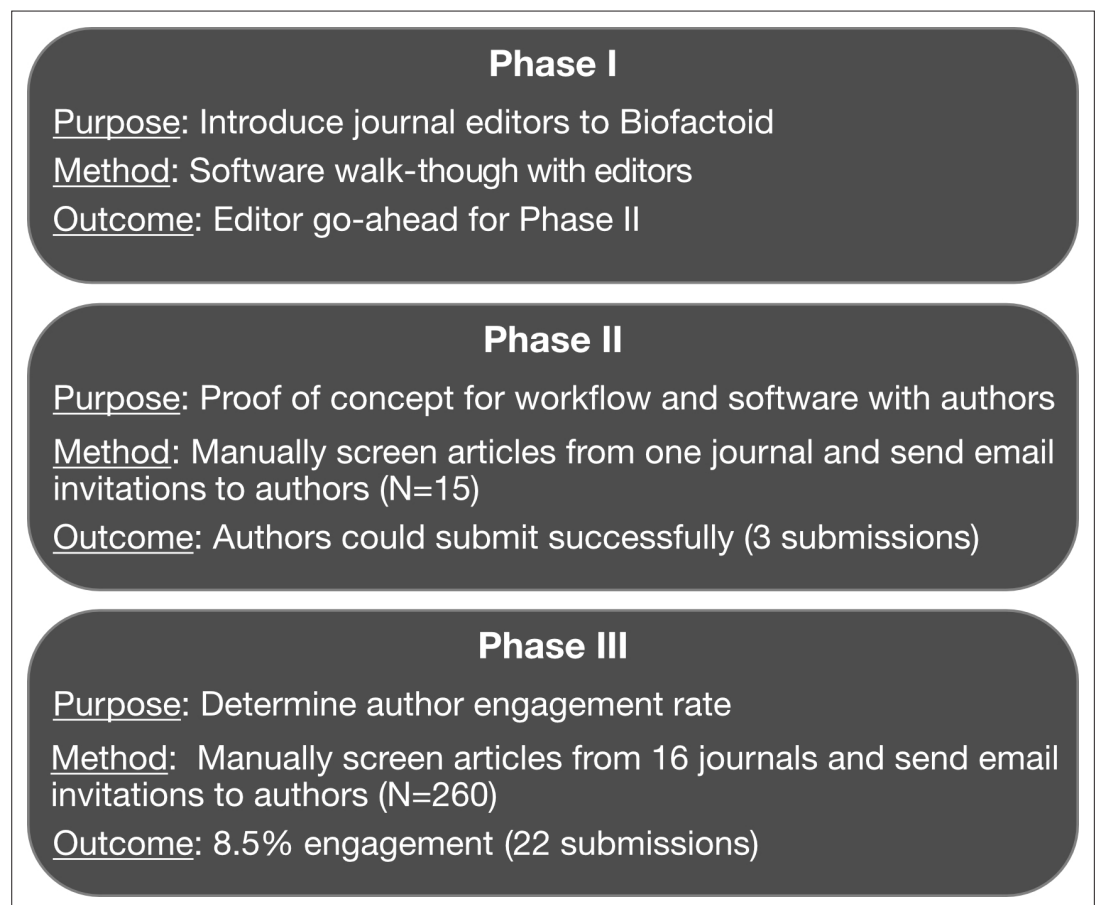 Phase I
Purpose: Introduce journal editors to Biofactoid
Method: Software walk-though with editors
Outcome: Editor go-ahead for Phase II
Phase II
Purpose: Proof of concept for workflow and software with authors
Method: Manually screen articles from one journal and send email
invitations to authors (N=15)
Outcome: Authors could submit successfully (3 submissions)
Phase III
Purpose: Determine author engagement rate
Method:  Manually screen articles from 16 journals and send email
invitations to authors (N=260)
Outcome: 8.5% engagement (22 submissions)